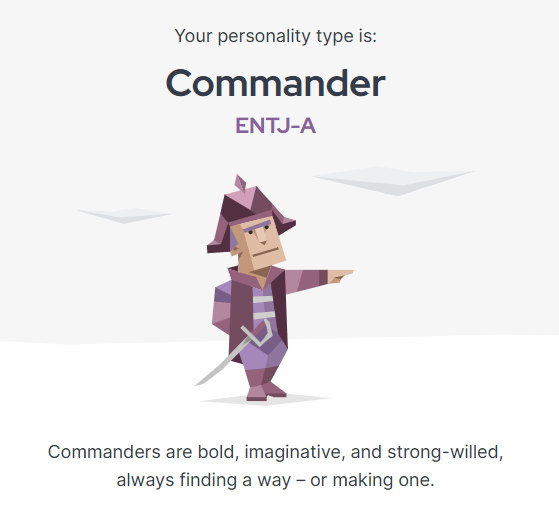 Your personality type is:
Commander
ENTJ-A
Commanders are bold, imaginative, and strong-willed,
always finding a way – or making one.